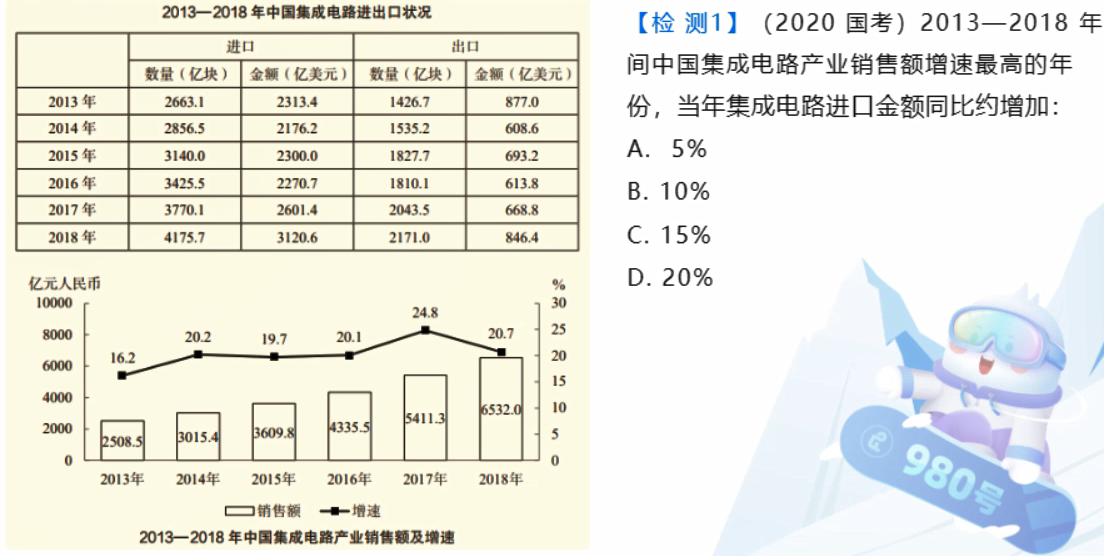 2013—2018 年中国集成电路进出口状况
进口 出口
数量（亿块） 金额（亿美元） 数量（亿块） 金额（亿美元）
2013 年 2663.1 2313.4 1426.7 877.0
2014 年 2856.5 2176.2 1535.2 608.6
2015 年 3140.0 2300.0 1827.7 693.2
2016 年 3425.5 2270.7 1810.1 613.8
2017 年 3770.1 2601.4 2043.5 668.8
2018 年 4175.7 3120.6 2171.0 846.4
亿元人民币 %
10000 30
8000 25
6000 20
4000 15
2000 10
0 5
0
16.2 20.2 19.7 20.1 24.8 20.7
2508.5 3015.4 3609.8 4335.5 5411.3 6532.0
2013年 2014年 2015年 2016年 2017年 2018年
销售额 增速
2013—2018 年中国集成电路产业销售额及增速
【检 测1】（2020 国考）2013—2018 年
间中国集成电路产业销售额增速最高的年
份，当年集成电路进口金额同比约增加：
A. 5%
B. 10%
C. 15%
D. 20%
980号